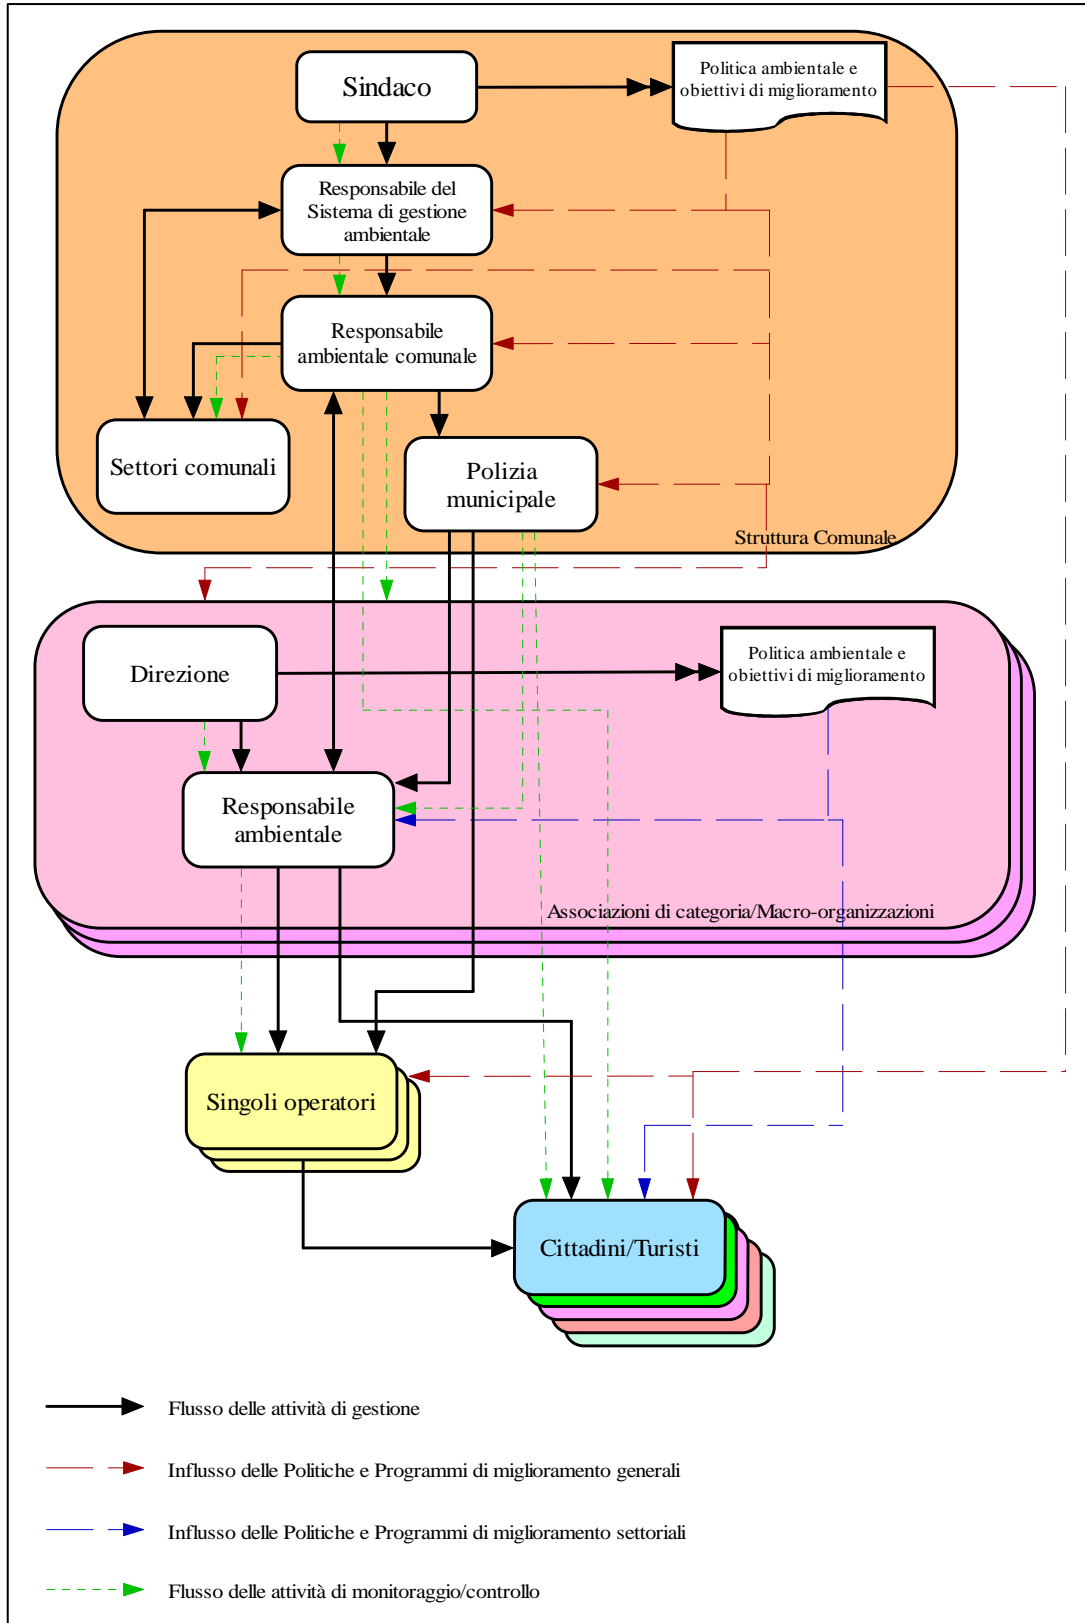 Sindaco
Politica ambientale e
obiettivi di miglioramento
Responsabile del
Sistema di gestione
ambientale
Responsabile
ambientale comunale
Settori comunali
Polizia
municipale
Struttura Comunale
Direzione
Politica ambientale e
obiettivi di miglioramento
Responsabile
ambientale
Associazioni di categoria/Macro-organizzazioni
Singoli operatori
Cittadini/Turisti
Flusso delle attività di gestione
Influsso delle Politiche e Programmi di miglioramento generali
Influsso delle Politiche e Programmi di miglioramento settoriali
Flusso delle attività di monitoraggio/controllo